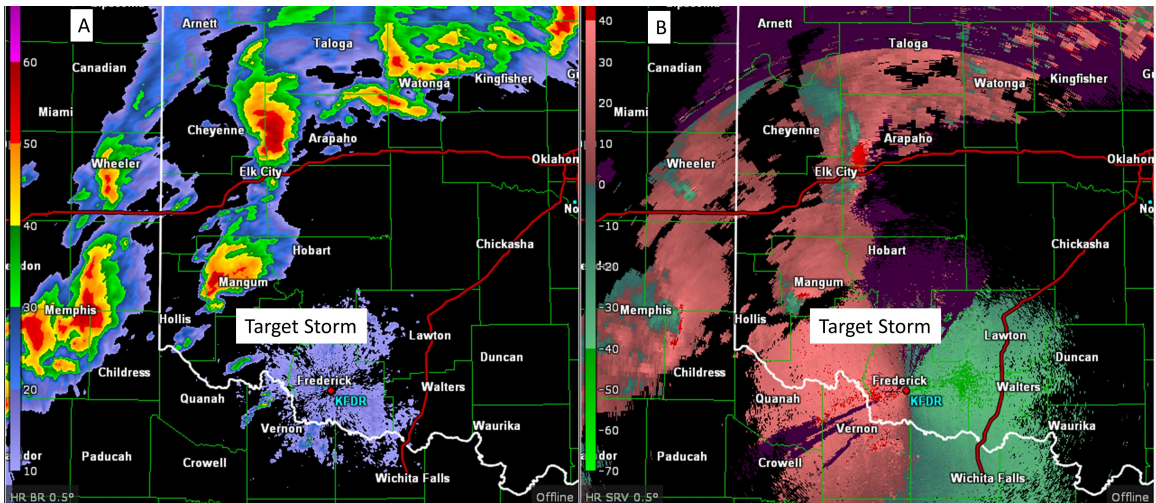 A
Arnett
Taloga
Canadian
Watonga
Kingfisher
Miami
Cheyenne
Arapaho
Wheeler
Elk City
Oklahon
No
Chickasha
Hobart
Mangum
Memphis
Hollis
Target Storm
Lawton
Duncan
Childress
Frederick
KFDR
Walters
Quanah
Vernon
Waurika
Paducah
Crowell
Wichita Falls
60
50
40
30
20
10
HR BR 0.5°
Offline
B
Arnett
Taloga
Canadian
Watonga
Kingfisher
Miami
Cheyenne
Arapaho
Wheeler
Elk City
Oklahon
No
Chickasha
Hobart
Mangum
Memphis
Hollis
Target Storm
Lawton
Duncan
Childress
Frederick
KFDR
Walters
Quanah
Vernon
Waurika
Paducah
Crowell
Wichita Falls
40
30
20
10
0
-10
-20
-30
-40
-50
-60
-70
HR SRV 0.5°
Offline